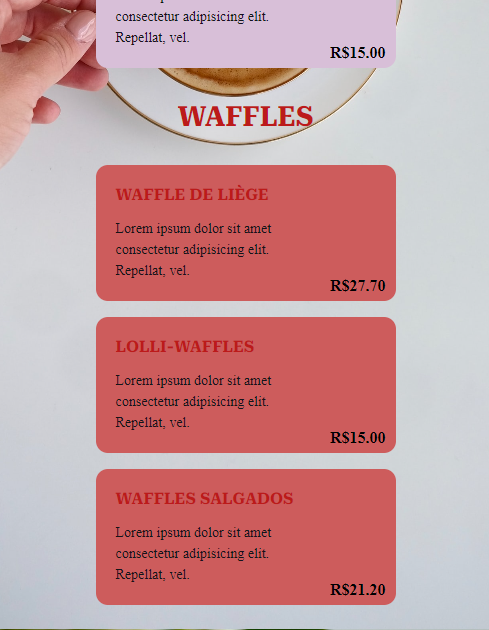 consectetur adipisicing elit.
Repellat, vel.
R$15.00
WAFFLES
WAFFLE DE LIÈGE
Lorem ipsum dolor sit amet
consectetur adipisicing elit.
Repellat, vel.
R$27.70
LOLLI-WAFFLES
Lorem ipsum dolor sit amet
consectetur adipisicing elit.
Repellat, vel.
R$15.00
WAFFLES SALGADOS
Lorem ipsum dolor sit amet
consectetur adipisicing elit.
Repellat, vel.
R$21.20